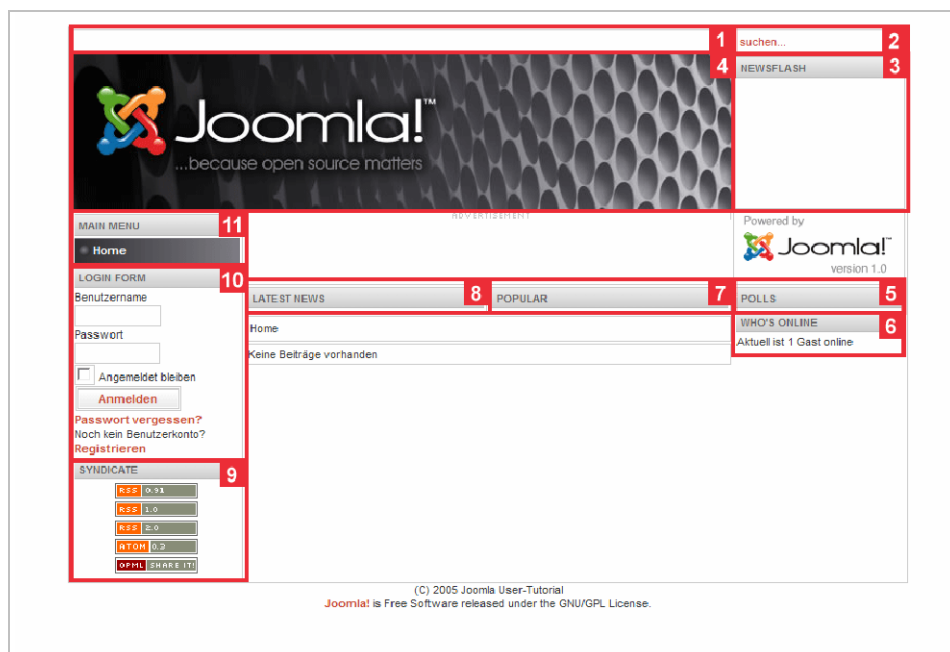 1
suchen...
2
4
NEWSFLASH
3
Joomla!™
...because open source matters
ADVERTISEMENT
MAIN MENU
11
Home
Powered by
Joomla!™
version 1.0
LOGIN FORM
10
Benutzername
Passwort
Angemeldet bleiben
Anmelden
Passwort vergessen?
Noch kein Benutzerkonto?
Registrieren
LATEST NEWS
8
POPULAR
7
POLLS
5
Home
Keine Beiträge vorhanden
WHO'S ONLINE
6
Aktuell ist 1 Gast online
SYNDICATE
9
RSS 0.91
RSS 1.0
RSS 2.0
ATOM 0.3
OPML SHARE IT!
(C) 2005 Joomla User-Tutorial
Joomla! is Free Software released under the GNU/GPL License.